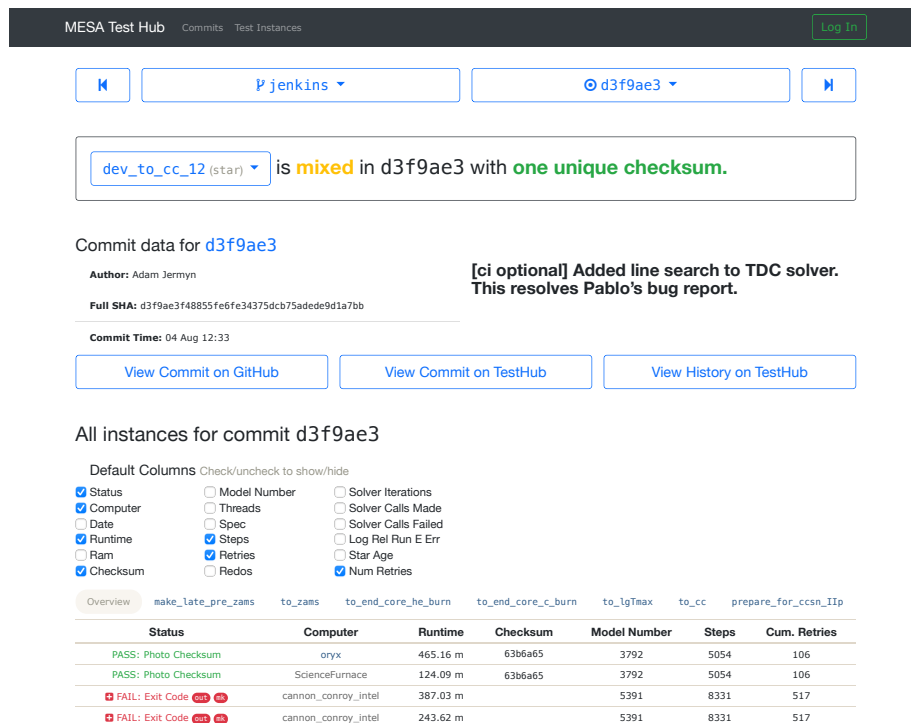 MESA Test Hub Commits Test Instances Log In
jenkins d3f9ae3
dev_to_cc_12 (star) is mixed in d3f9ae3 with one unique checksum.
Commit data for d3f9ae3
Author: Adam Jermyn
[ci optional] Added line search to TDC solver.
This resolves Pablo's bug report.
Full SHA: d3f9ae3f48855fe6fe34375dcb75adede9d1a7bb
Commit Time: 04 Aug 12:33
View Commit on GitHub View Commit on TestHub View History on TestHub
All instances for commit d3f9ae3
Default Columns Check/uncheck to show/hide
Status Model Number Solver Iterations
Computer Threads Solver Calls Made
Date Spec Solver Calls Failed
Runtime Steps Log Rel Run E Err
Ram Retries Star Age
Checksum Redos Num Retries
Overview make_late_pre_zams to_zams to_end_core_he_burn to_end_core_c_burn to_lgTmax to_cc prepare_for_ccsn_IIp
Status Computer Runtime Checksum Model Number Steps Cum. Retries
PASS: Photo Checksum oryx 465.16 m 63b6a65 3792 5054 106
PASS: Photo Checksum ScienceFurnace 124.09 m 63b6a65 3792 5054 106
FAIL: Exit Code out mk cannon_conroy_intel 387.03 m 5391 8331 517
FAIL: Exit Code out mk cannon_conroy_intel 243.62 m 5391 8331 517